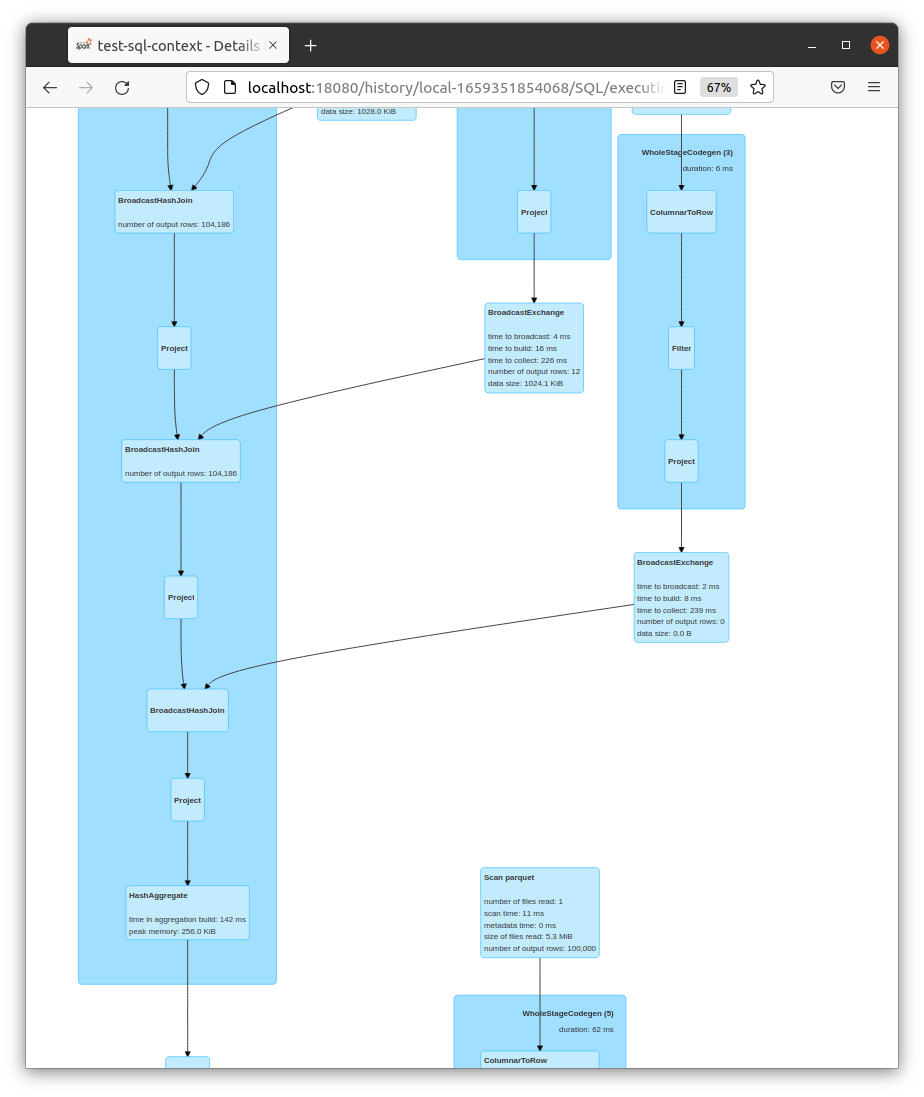 test-sql-context - Details
localhost:18080/history/local-1659351854068/SQL/executi
67%
data size: 1028.0 KiB
WholeStageCodegen (3)
duration: 6 ms
BroadcastHashJoin
number of output rows: 104,186
Project
ColumnarToRow
BroadcastExchange
time to broadcast: 4 ms
time to build: 16 ms
time to collect: 226 ms
number of output rows: 12
data size: 1024.1 KiB
Project
Filter
BroadcastHashJoin
number of output rows: 104,186
Project
BroadcastExchange
time to broadcast: 2 ms
time to build: 8 ms
time to collect: 239 ms
number of output rows: 0
data size: 0.0 B
Project
BroadcastHashJoin
Project
HashAggregate
time in aggregation build: 142 ms
peak memory: 256.0 KiB
Scan parquet
number of files read: 1
scan time: 11 ms
metadata time: 0 ms
size of files read: 5.3 MiB
number of output rows: 100,000
WholeStageCodegen (5)
duration: 62 ms
ColumnarToRow